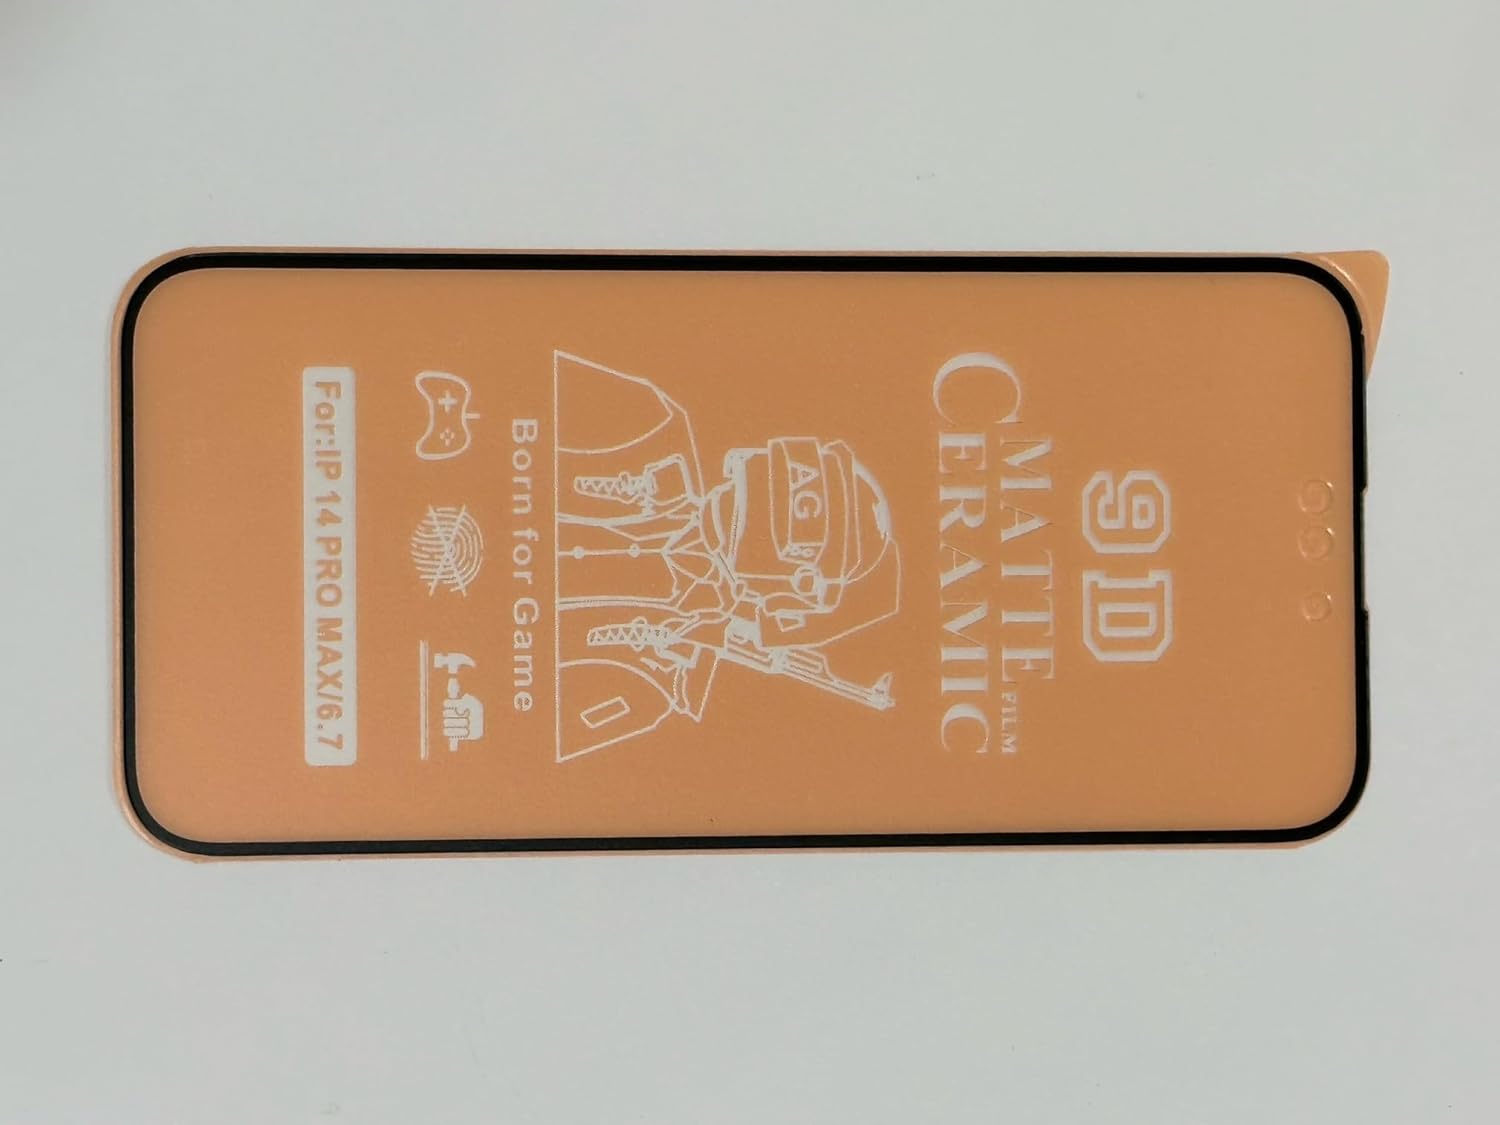 9D
MATTE FILM
CERAMIC
AG
Born for Game
For:IP 14 PRO MAX/6.7